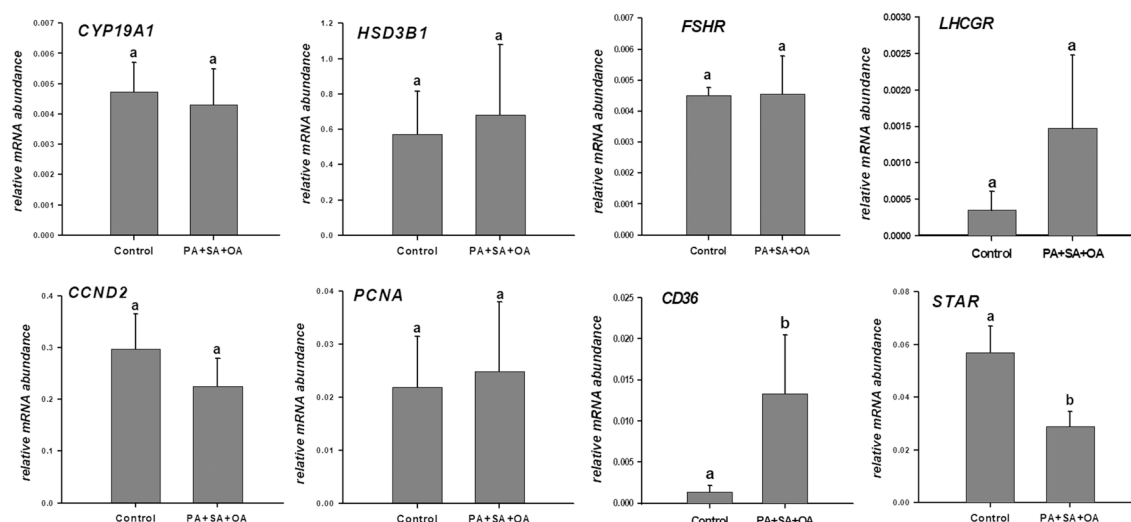 CYP19A1
relative mRNA abundance
0.007
0.006
0.005
0.004
0.003
0.002
0.001
0.000
a
a
Control
PA+SA+OA
HSD3B1
relative mRNA abundance
1.2
1.0
0.8
0.6
0.4
0.2
0.0
a
a
Control
PA+SA+OA
FSHR
relative mRNA abundance
0.007
0.006
0.005
0.004
0.003
0.002
0.001
0.000
a
a
Control
PA+SA+OA
LHCGR
relative mRNA abundance
0.0030
0.0025
0.0020
0.0015
0.0010
0.0005
0.0000
a
a
Control
PA+SA+OA
CCND2
relative mRNA abundance
0.4
0.3
0.2
0.1
0.0
a
a
Control
PA+SA+OA
PCNA
relative mRNA abundance
0.04
0.03
0.02
0.01
0.00
a
a
Control
PA+SA+OA
CD36
relative mRNA abundance
0.025
0.020
0.015
0.010
0.005
0.000
a
b
Control
PA+SA+OA
STAR
relative mRNA abundance
0.08
0.06
0.04
0.02
0.00
a
b
Control
PA+SA+OA